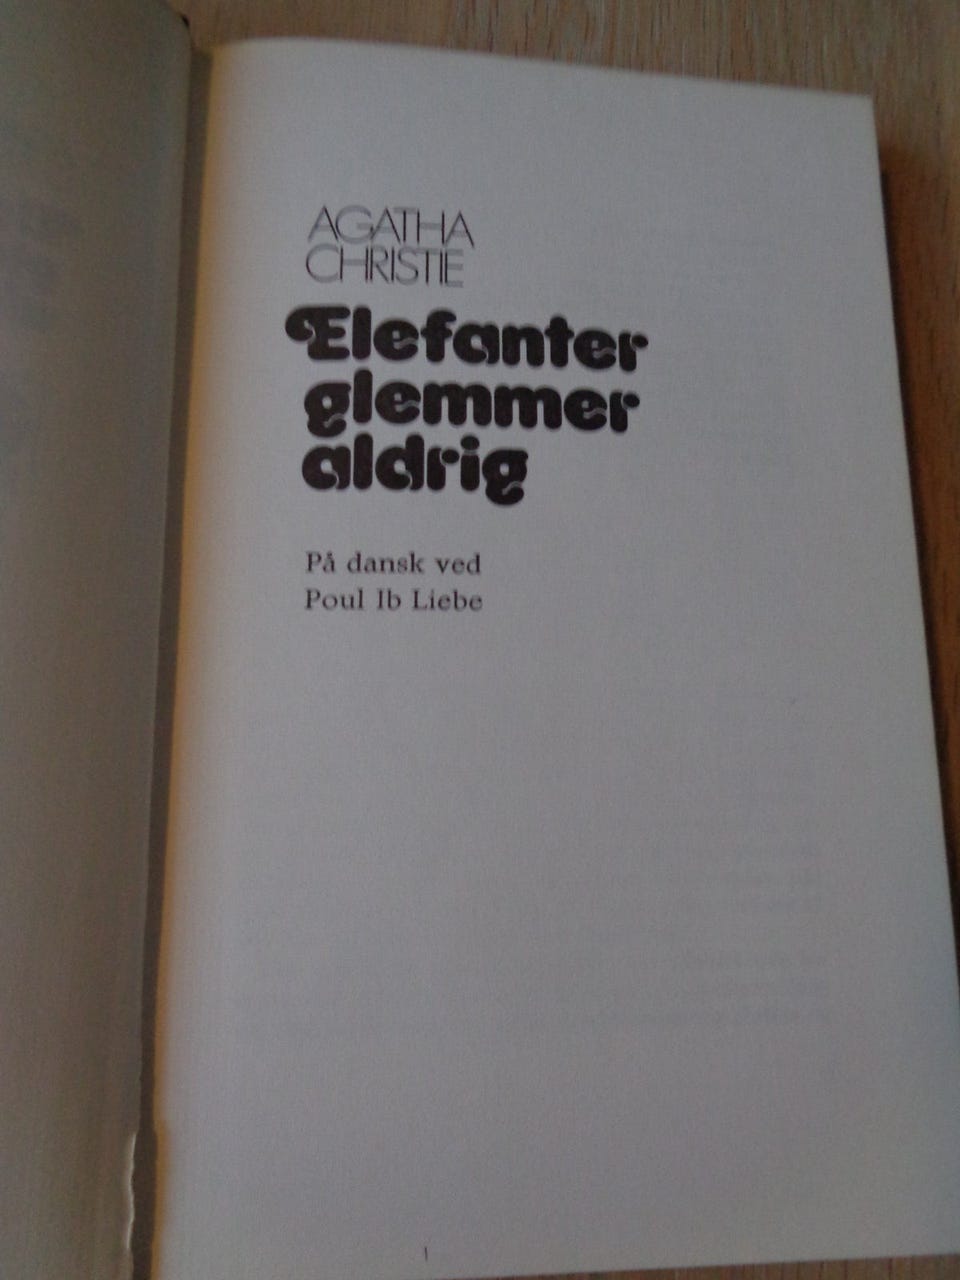 AGATHA
CHRISTIE
Elefanter
glemmer
aldrig
På dansk ved
Poul Ib Liebe